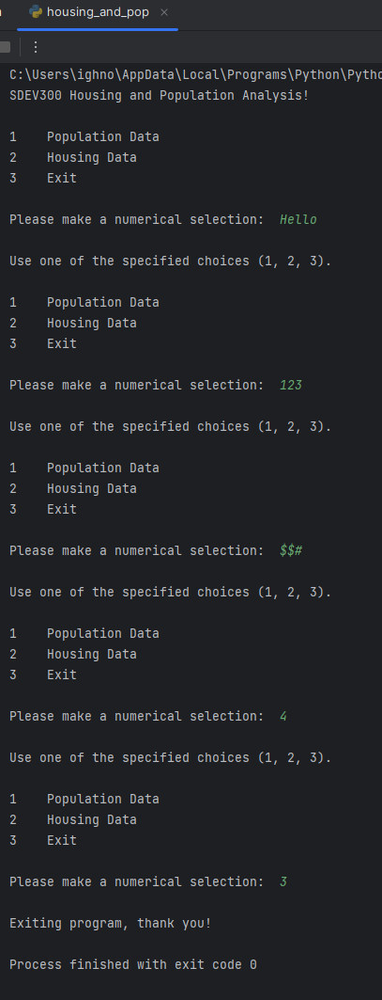 housing_and_pop
C:\Users\ighno\AppData\Local\Programs\Python\Pytho
SDEV300 Housing and Population Analysis!
1    Population Data
2    Housing Data
3    Exit
Please make a numerical selection:  Hello
Use one of the specified choices (1, 2, 3).
1    Population Data
2    Housing Data
3    Exit
Please make a numerical selection:  123
Use one of the specified choices (1, 2, 3).
1    Population Data
2    Housing Data
3    Exit
Please make a numerical selection:  $$#
Use one of the specified choices (1, 2, 3).
1    Population Data
2    Housing Data
3    Exit
Please make a numerical selection:  4
Use one of the specified choices (1, 2, 3).
1    Population Data
2    Housing Data
3    Exit
Please make a numerical selection:  3
Exiting program, thank you!
Process finished with exit code 0